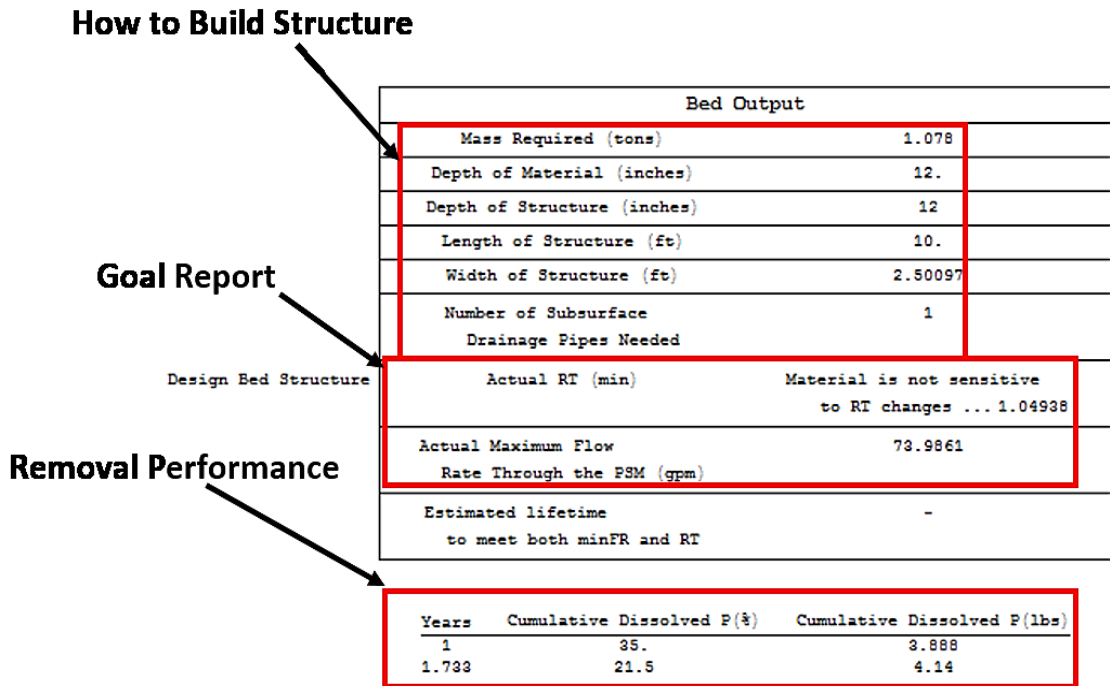 How to Build Structure
Bed Output
Mass Required (tons) 1.078
Depth of Material (inches) 12.
Depth of Structure (inches) 12
Length of Structure (ft) 10.
Goal Report
Width of Structure (ft) 2.50097
Number of Subsurface 1
Drainage Pipes Needed
Design Bed Structure Actual RT (min) Material is not sensitive
to RT changes ... 1.04938
Actual Maximum Flow 73.9861
Removal Performance
Rate Through the PSM (gpm)
Estimated lifetime -
to meet both minFR and RT
Years Cumulative Dissolved P(%) Cumulative Dissolved P(lbs)
1 35. 3.888
1.733 21.5 4.14